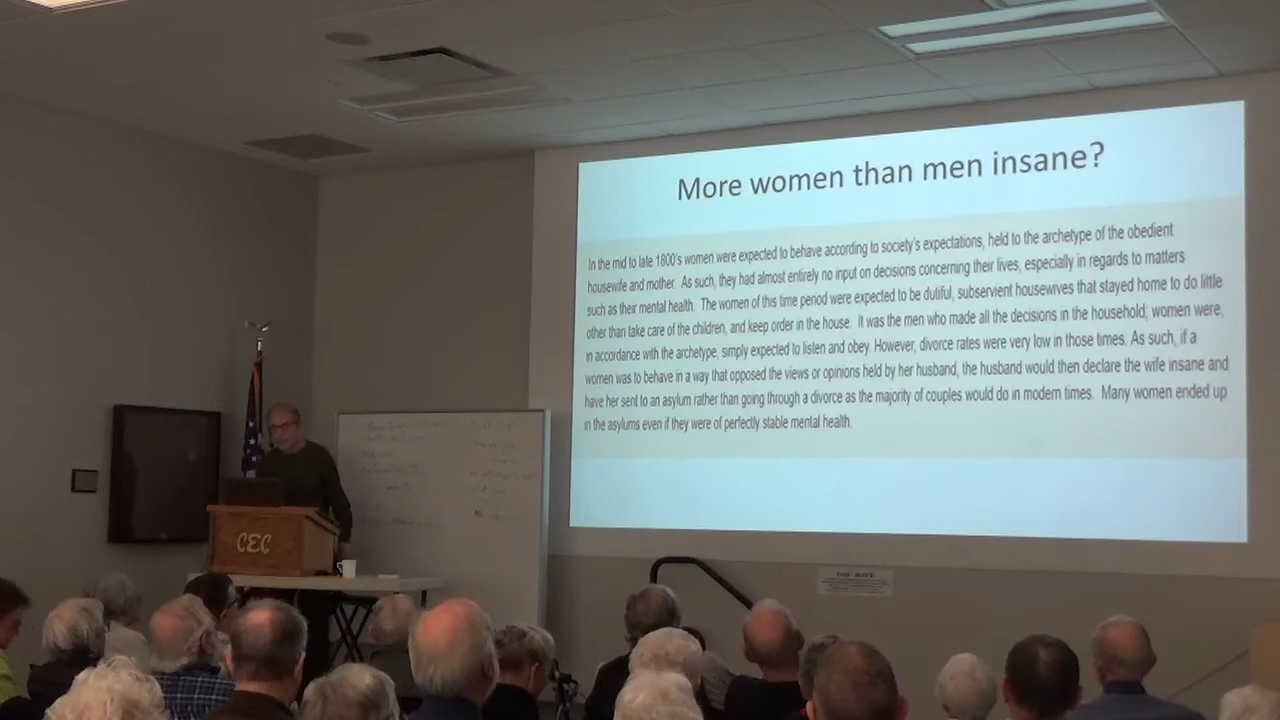 More women than men insane?
In the mid to late 1800's women were expected to behave according to society's expectations, held to the archetype of the obedient
housewife and mother. As such, they had almost entirely no input on decisions concerning their lives, especially in regards to matters
such as their mental health. The women of this time period were expected to be dutiful, subservient housewives that stayed home to do little
other than take care of the children, and keep order in the house. It was the men who made all the decisions in the household; women were,
in accordance with the archetype, simply expected to listen and obey. However, divorce rates were very low in those times. As such, if a
women was to behave in a way that opposed the views or opinions held by her husband, the husband would then declare the wife insane and
have her sent to an asylum rather than going through a divorce as the majority of couples would do in modern times. Many women ended up
in the asylums even if they were of perfectly stable mental health.
CEC